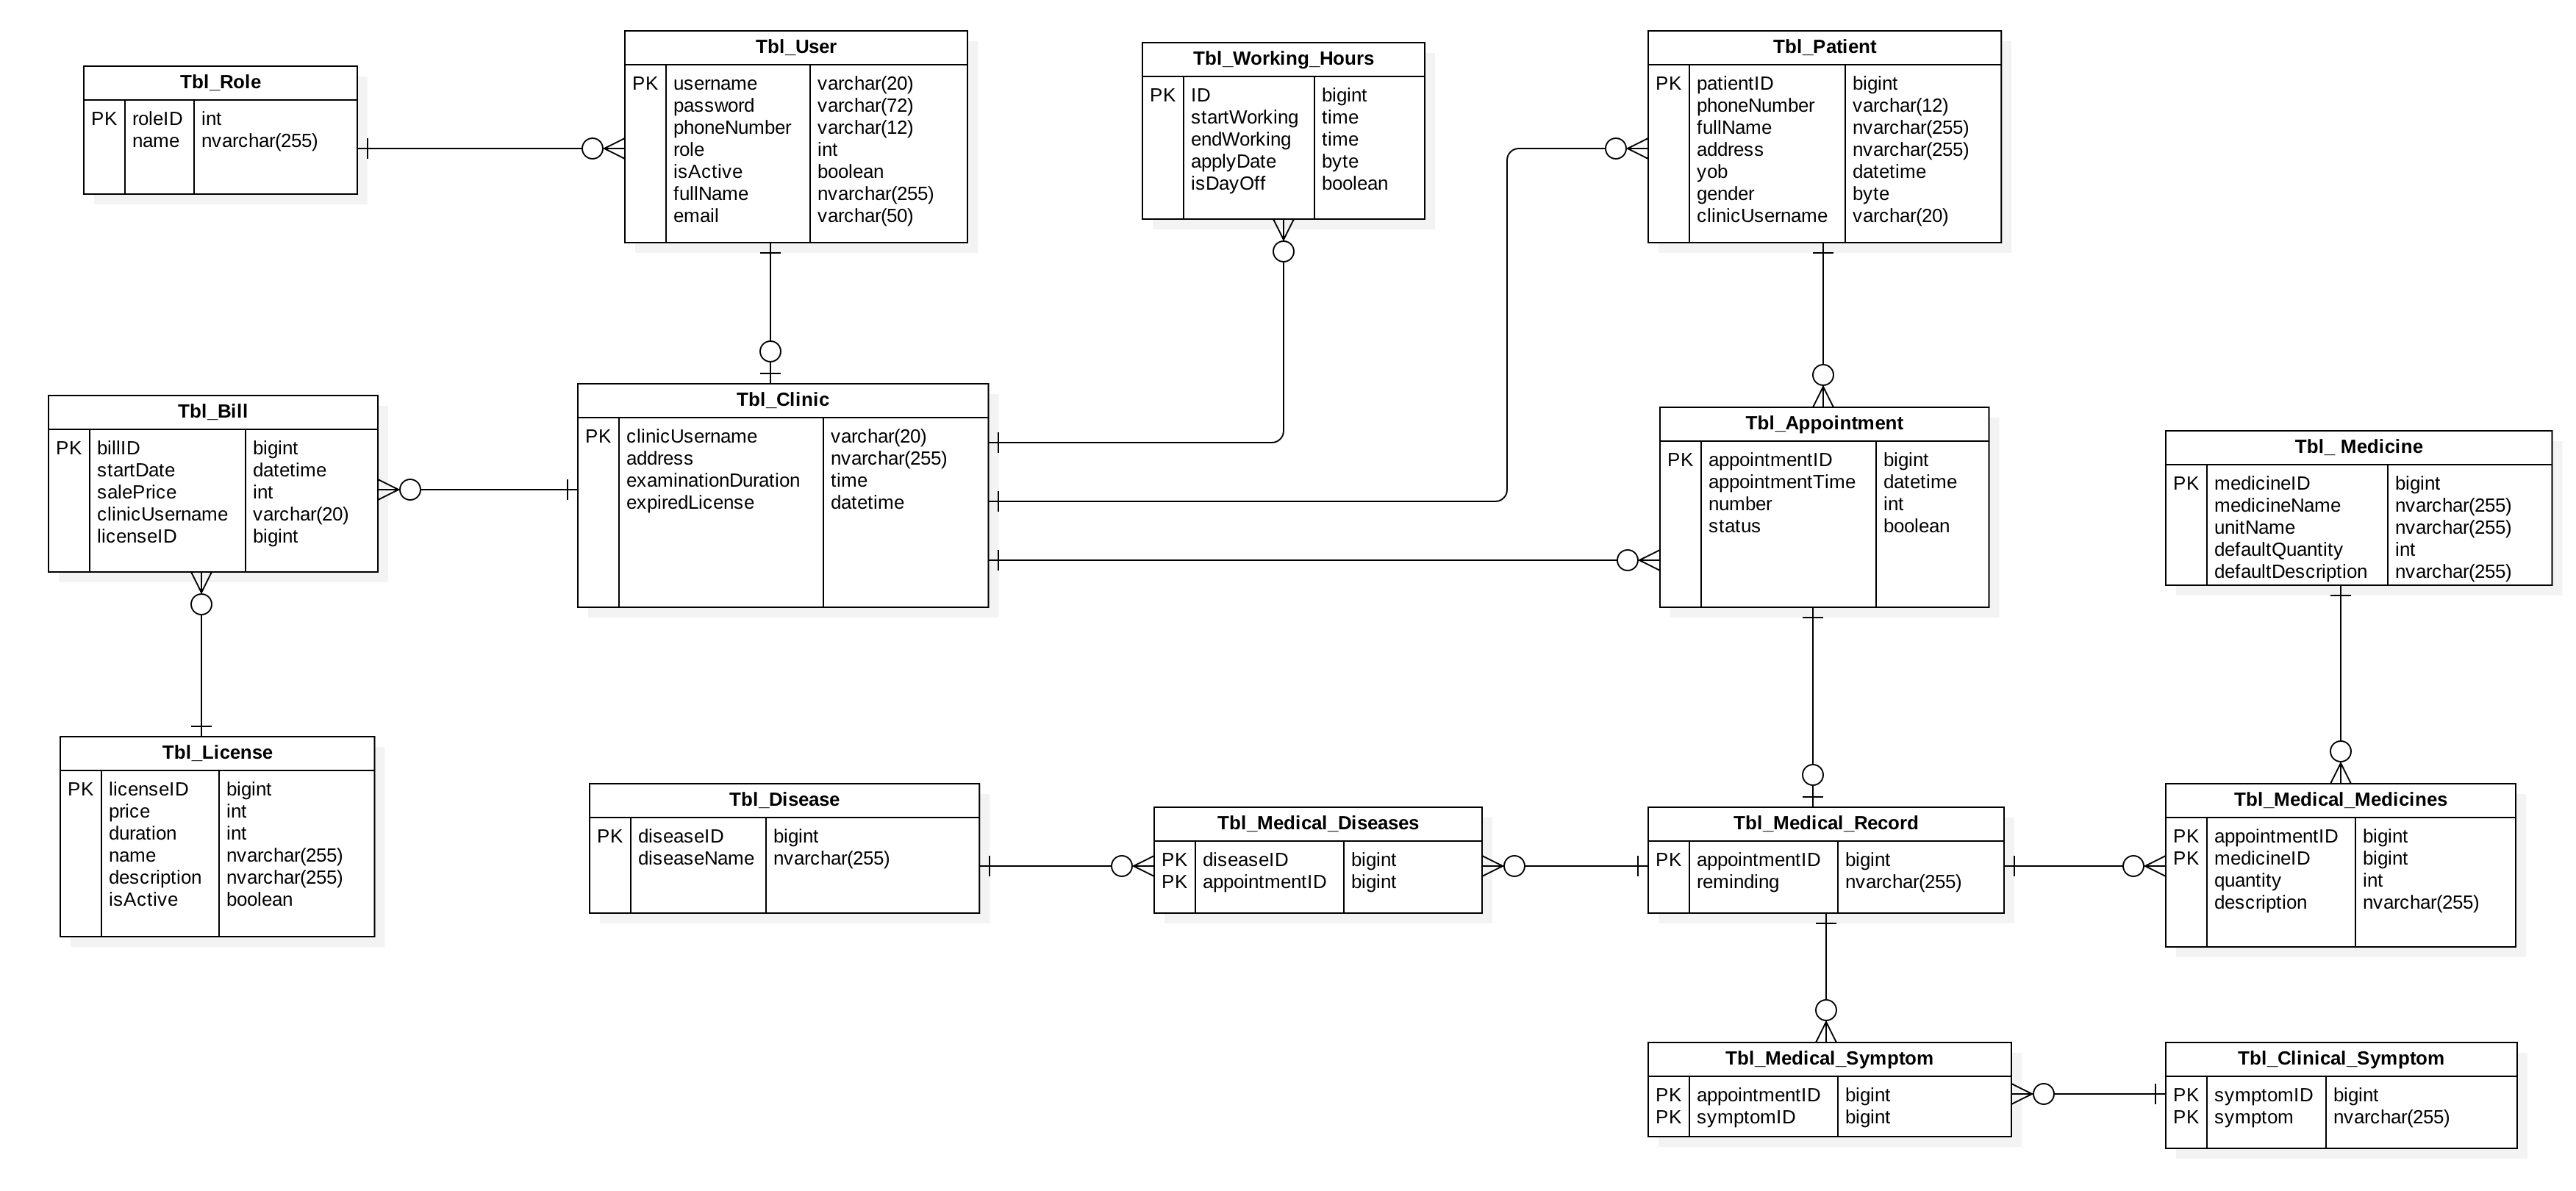 Tbl_Role
PK roleID int
name nvarchar(255)
Tbl_User
PK username varchar(20)
password varchar(72)
phoneNumber varchar(12)
role int
isActive boolean
fullName nvarchar(255)
email varchar(50)
Tbl_Working_Hours
PK ID bigint
startWorking time
endWorking time
applyDate byte
isDayOff boolean
Tbl_Patient
PK patientID bigint
phoneNumber varchar(12)
fullName nvarchar(255)
address nvarchar(255)
yob datetime
gender byte
clinicUsername varchar(20)
Tbl_Bill
PK billID bigint
startDate datetime
salePrice int
clinicUsername varchar(20)
licenseID bigint
Tbl_Clinic
PK clinicUsername varchar(20)
address nvarchar(255)
examinationDuration time
expiredLicense datetime
Tbl_Appointment
PK appointmentID bigint
appointmentTime datetime
number int
status boolean
Tbl_ Medicine
PK medicineID bigint
medicineName nvarchar(255)
unitName nvarchar(255)
defaultQuantity int
defaultDescription nvarchar(255)
Tbl_License
PK licenseID bigint
price int
duration int
name nvarchar(255)
description nvarchar(255)
isActive boolean
Tbl_Disease
PK diseaseID bigint
diseaseName nvarchar(255)
Tbl_Medical_Diseases
PK diseaseID bigint
PK appointmentID bigint
Tbl_Medical_Record
PK appointmentID bigint
reminding nvarchar(255)
Tbl_Medical_Medicines
PK appointmentID bigint
PK medicineID bigint
quantity int
description nvarchar(255)
Tbl_Medical_Symptom
PK appointmentID bigint
PK symptomID bigint
Tbl_Clinical_Symptom
PK symptomID bigint
PK symptom nvarchar(255)